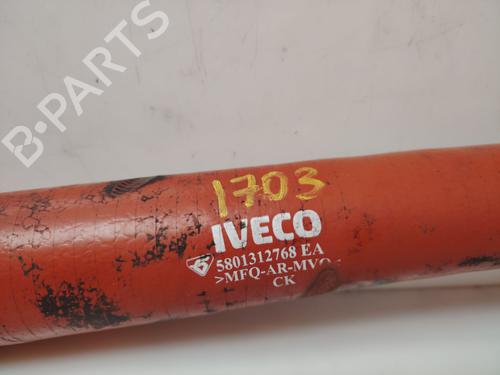 B-PARTS
1703
IVECO
5801312768 EA
>MFQ-AR-MVQ
CK